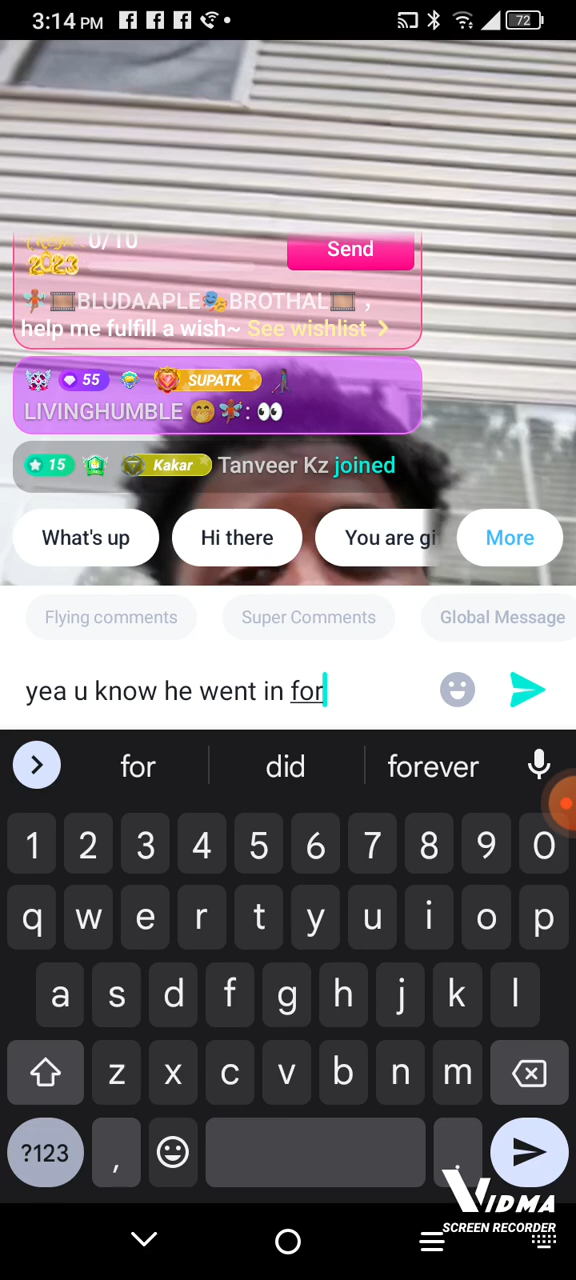 3:14 PM
72
0/10
2023
Send
BLUDAAPLE🎭BROTHAL🎞️ ,
help me fulfill a wish~ See wishlist >
55 SUPATK
LIVINGHUMBLE 🤭🧚: 👀
15 Kakar Tanveer Kz joined
What's up
Hi there
You are gi
More
Flying comments
Super Comments
Global Message
yea u know he went in for
for did forever
1 2 3 4 5 6 7 8 9 0
q w e r t y u i o p
a s d f g h j k l
z x c v b n m
?123 , .
VIDMA
SCREEN RECORDER